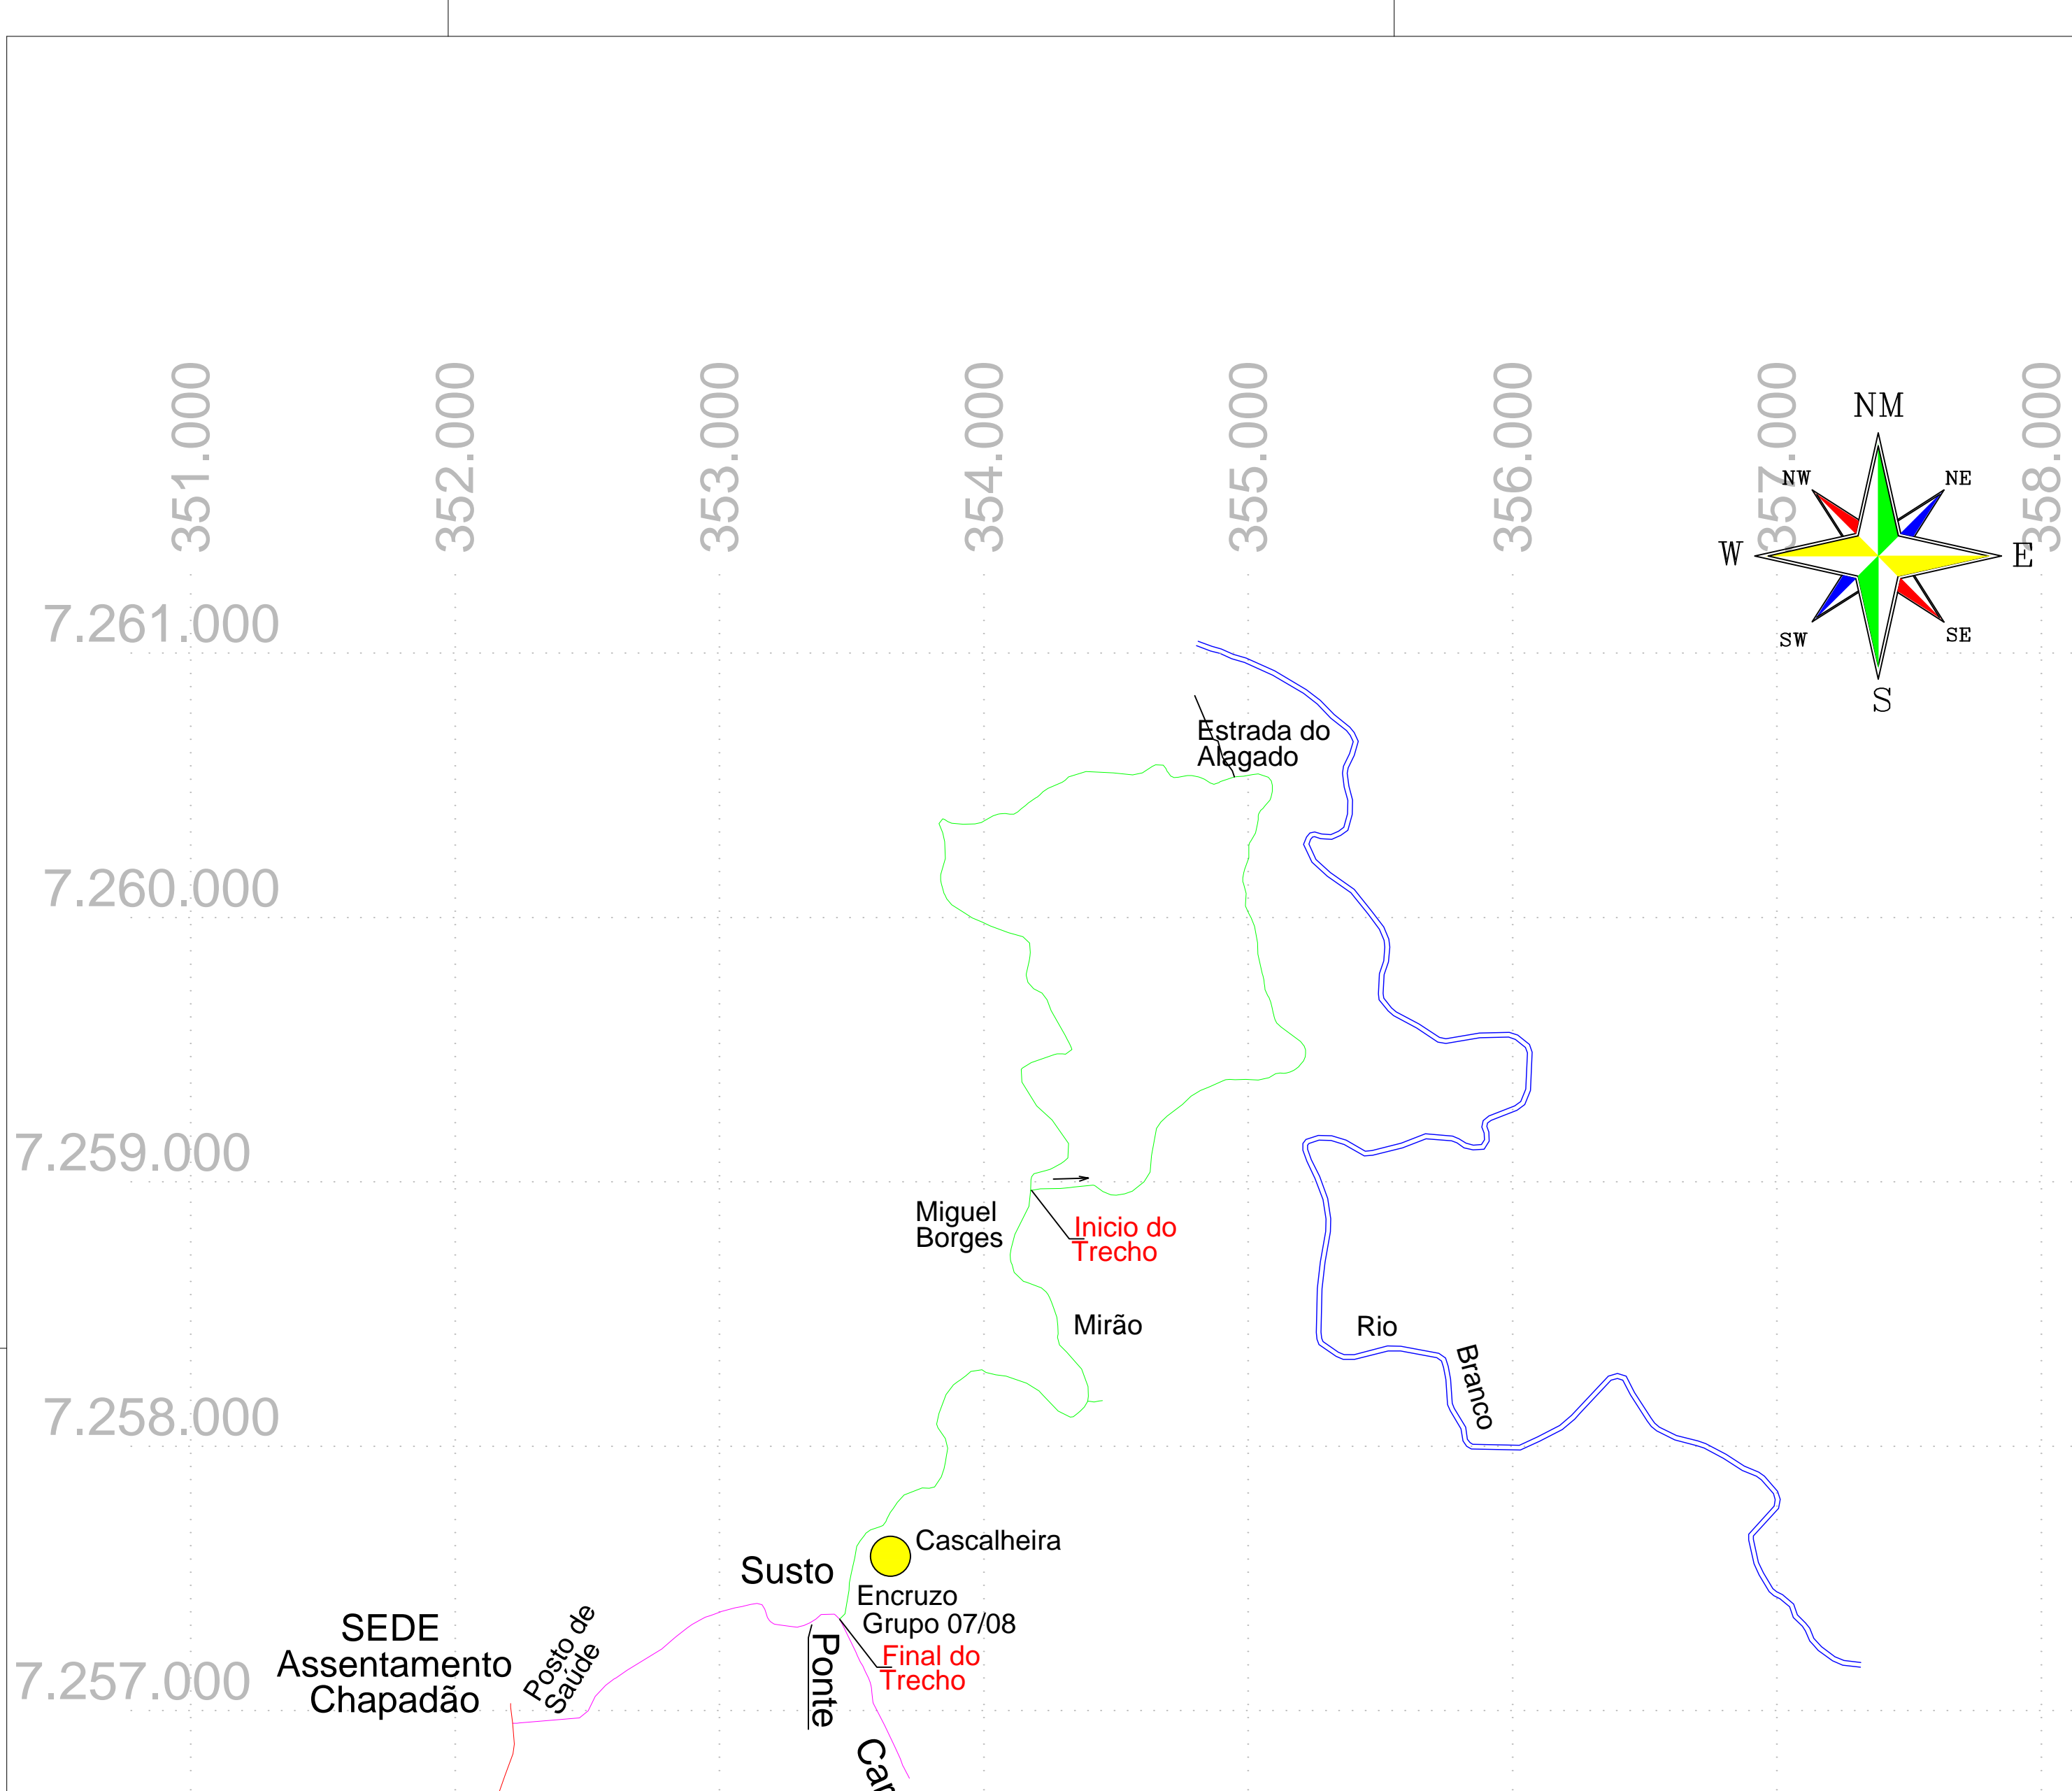 351.000
352.000
353.000
354.000
355.000
356.000
357.000
358.000
NM
NW
NE
W
E
SW
SE
S
7.261.000
Estrada do
Alagado
7.260.000
7.259.000
Miguel
Borges
Inicio do
Trecho
Mirão
Rio
Branco
7.258.000
Cascalheira
Susto
Encruzo
Grupo 07/08
SEDE
Assentamento
Chapadão
Posto de
Saúde
Ponte
Final do
Trecho
7.257.000